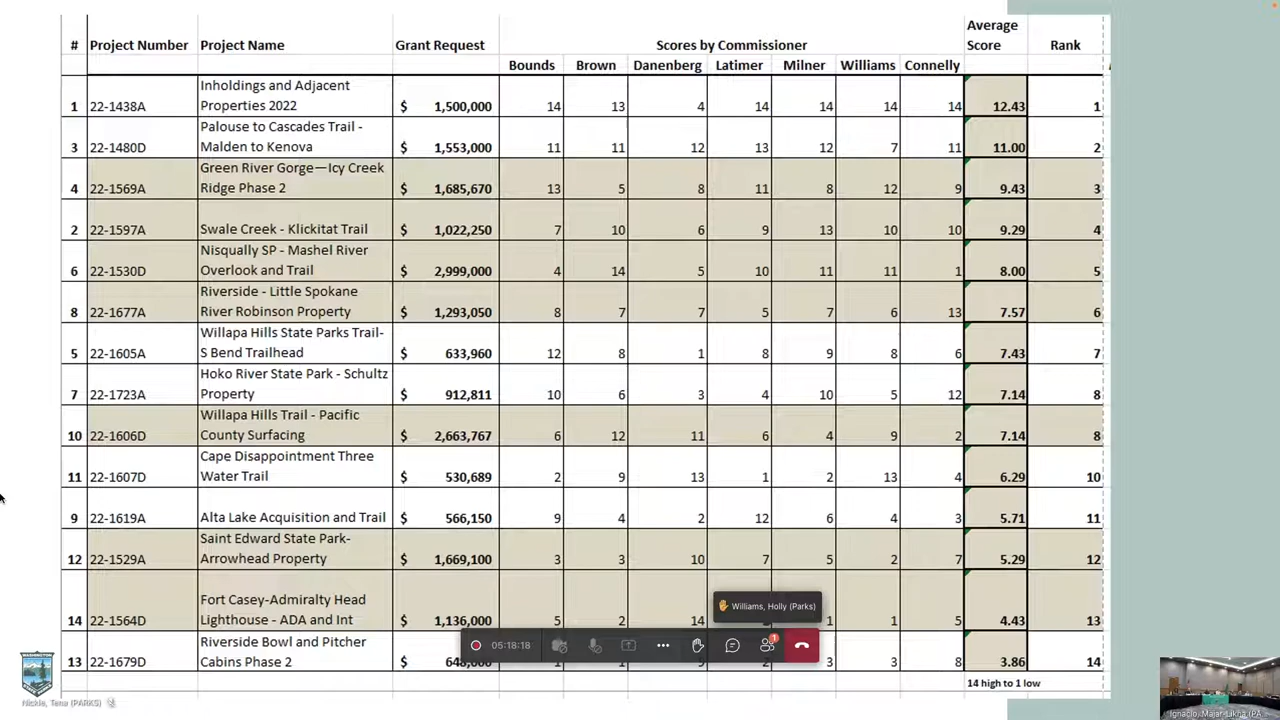 # Project Number Project Name Grant Request Scores by Commissioner Average Score Rank
Bounds Brown Danenberg Latimer Milner Williams Connelly
1 22-1438A Inholdings and Adjacent Properties 2022 $ 1,500,000 14 13 4 14 14 14 14 12.43 1
3 22-1480D Palouse to Cascades Trail - Malden to Kenova $ 1,553,000 11 11 12 13 12 7 11 11.00 2
4 22-1569A Green River Gorge—Icy Creek Ridge Phase 2 $ 1,685,670 13 5 8 11 8 12 9 9.43 3
2 22-1597A Swale Creek - Klickitat Trail $ 1,022,250 7 10 6 9 13 10 10 9.29 4
6 22-1530D Nisqually SP - Mashel River Overlook and Trail $ 2,999,000 4 14 5 10 11 11 1 8.00 5
8 22-1677A Riverside - Little Spokane River Robinson Property $ 1,293,050 8 7 7 5 7 6 13 7.57 6
5 22-1605A Willapa Hills State Parks Trail- S Bend Trailhead $ 633,960 12 8 1 8 9 8 6 7.43 7
7 22-1723A Hoko River State Park - Schultz Property $ 912,811 10 6 3 4 10 5 12 7.14 8
10 22-1606D Willapa Hills Trail - Pacific County Surfacing $ 2,663,767 6 12 11 6 4 9 2 7.14 8
11 22-1607D Cape Disappointment Three Water Trail $ 530,689 2 9 13 1 2 13 4 6.29 10
9 22-1619A Alta Lake Acquisition and Trail $ 566,150 9 4 2 12 6 4 3 5.71 11
12 22-1529A Saint Edward State Park- Arrowhead Property $ 1,669,100 3 3 10 7 5 2 7 5.29 12
14 22-1564D Fort Casey-Admiralty Head Lighthouse - ADA and Int $ 1,136,000 5 2 14 1 1 5 4.43 13
13 22-1679D Riverside Bowl and Pitcher Cabins Phase 2 $ 3 3 8 3.86 14
14 high to 1 low
Williams, Holly (Parks)
05:18:18
1
Nickle, Tena (PARKS)
Ignacio, Majar-Likha (PA